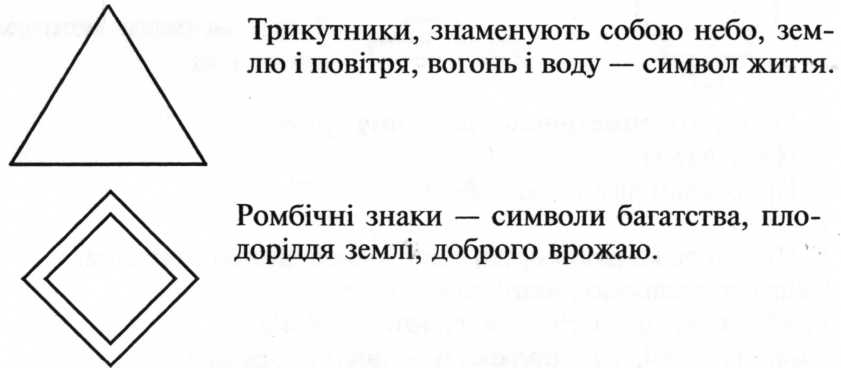 Трикутники, знаменують собою небо, зем-
лю і повітря, вогонь і воду — символ життя.
Ромбічні знаки — символи багатства, пло-
доріддя землі, доброго врожаю.